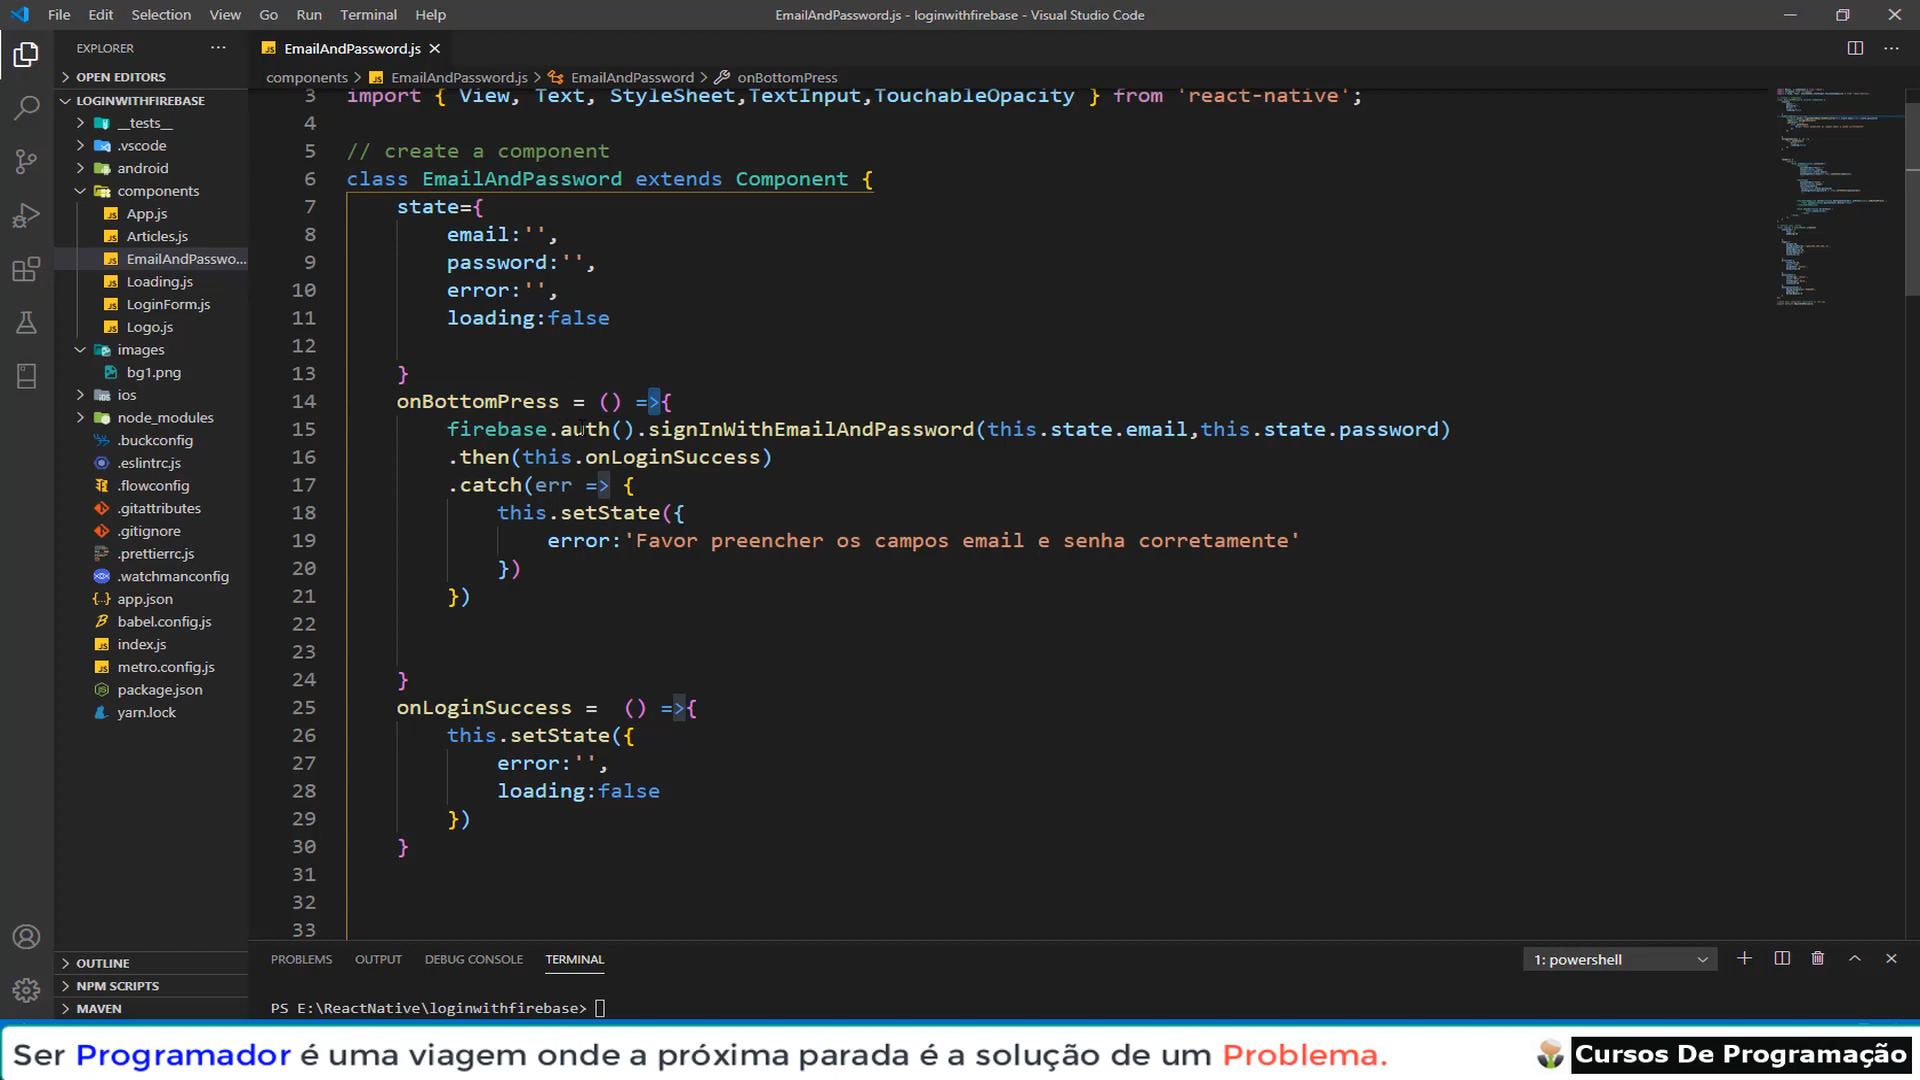 File Edit Selection View Go Run Terminal Help
EmailAndPassword.js - loginwithfirebase - Visual Studio Code
EXPLORER ···
OPEN EDITORS
LOGINWITHFIREBASE
__tests__
.vscode
android
components
App.js
Articles.js
EmailAndPasswo...
Loading.js
LoginForm.js
Logo.js
images
bg1.png
ios
node_modules
.buckconfig
.eslintrc.js
.flowconfig
.gitattributes
.gitignore
.prettierrc.js
.watchmanconfig
app.json
babel.config.js
index.js
metro.config.js
package.json
yarn.lock
OUTLINE
NPM SCRIPTS
MAVEN
EmailAndPassword.js
components > EmailAndPassword.js > EmailAndPassword > onBottomPress
3 import { View, Text, StyleSheet,TextInput,TouchableOpacity } from 'react-native';
4
5 // create a component
6 class EmailAndPassword extends Component {
7 state={
8 email:'',
9 password:'',
10 error:'',
11 loading:false
12
13 }
14 onBottomPress = () =>{
15 firebase.auth().signInWithEmailAndPassword(this.state.email,this.state.password)
16 .then(this.onLoginSuccess)
17 .catch(err => {
18 this.setState({
19 error:'Favor preencher os campos email e senha corretamente'
20 })
21 })
22
23
24 }
25 onLoginSuccess =  () =>{
26 this.setState({
27 error:'',
28 loading:false
29 })
30 }
31
32
33
PROBLEMS OUTPUT DEBUG CONSOLE TERMINAL
1: powershell
PS E:\ReactNative\loginwithfirebase>
Ser Programador é uma viagem onde a próxima parada é a solução de um Problema.
Cursos De Programação